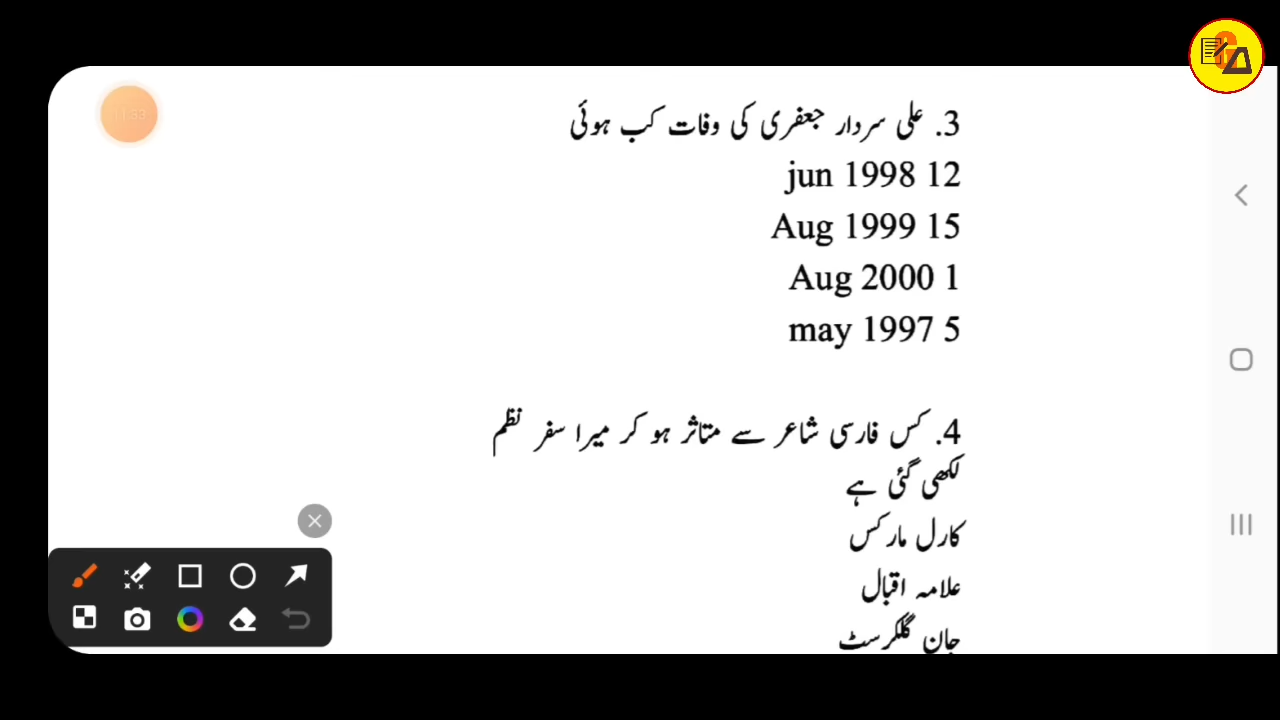 3. علی سردار جعفری کی وفات کب ہوئی
jun 1998 12
Aug 1999 15
Aug 2000 1
may 1997 5
4. کس فارسی شاعر سے متاثر ہو کر میرا سفر نظم
لکھی گئی ہے
کارل مارکس
علامہ اقبال
جان گلکرسٹ